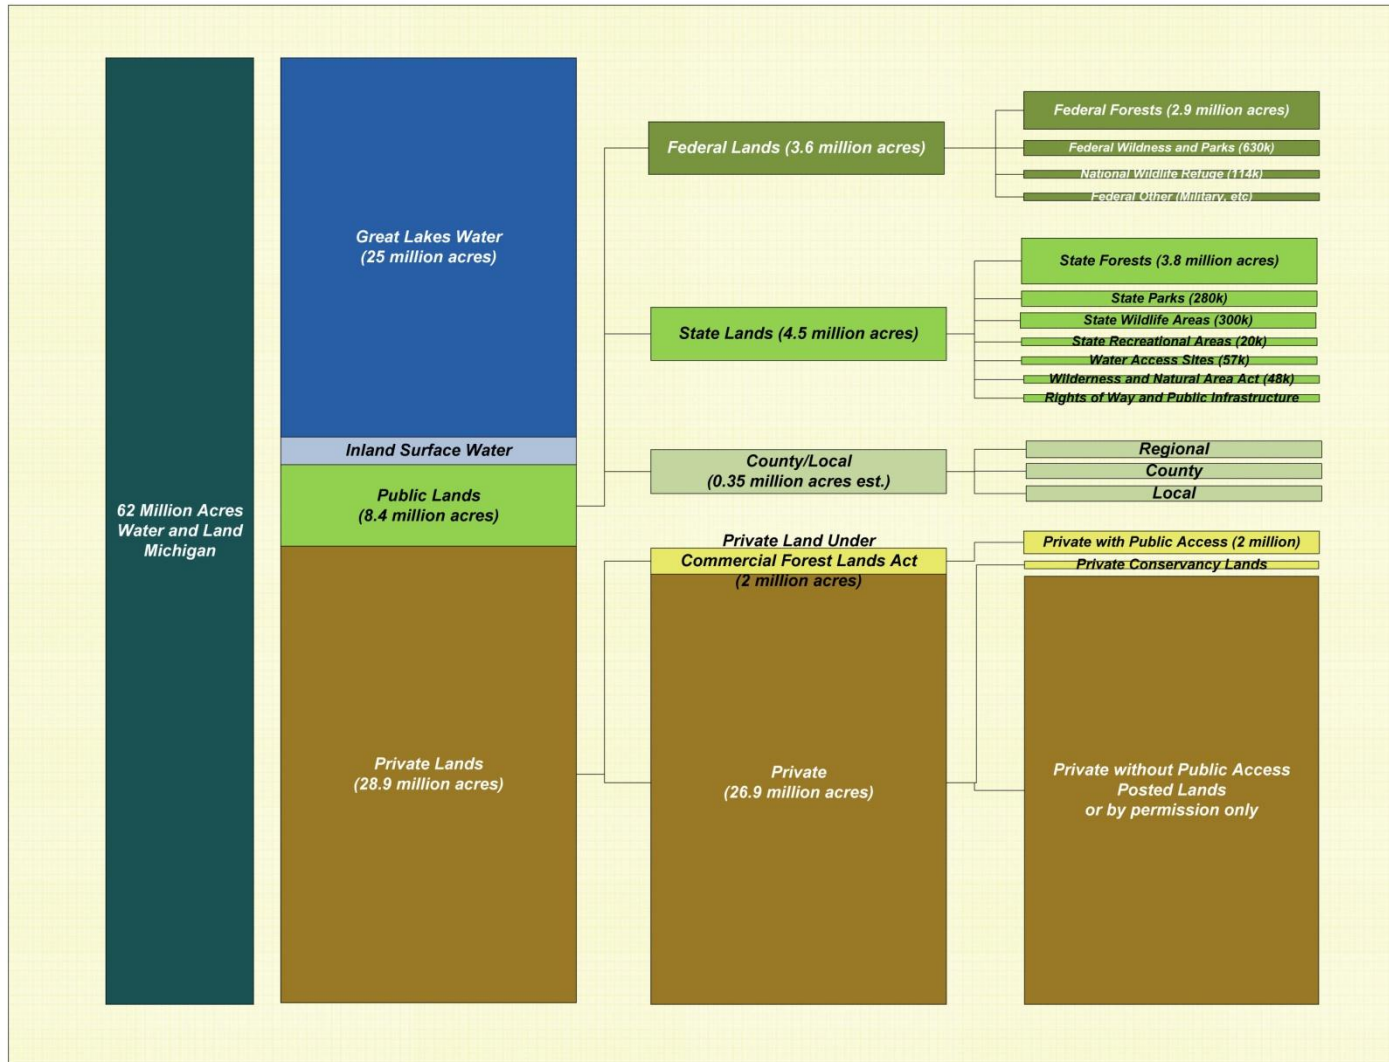 62 Million Acres
Water and Land
Michigan
Great Lakes Water
(25 million acres)
Inland Surface Water
Public Lands
(8.4 million acres)
Private Lands
(28.9 million acres)
Federal Lands (3.6 million acres)
State Lands (4.5 million acres)
County/Local
(0.35 million acres est.)
Private Land Under
Commercial Forest Lands Act
(2 million acres)
Private
(26.9 million acres)
Federal Forests (2.9 million acres)
Federal Wildness and Parks (630k)
National Wildlife Refuge (114k)
Federal Other (Military, etc)
State Forests (3.8 million acres)
State Parks (280k)
State Wildlife Areas (300k)
State Recreational Areas (20k)
Water Access Sites (57k)
Wilderness and Natural Area Act (48k)
Rights of Way and Public Infrastructure
Regional
County
Local
Private with Public Access (2 million)
Private Conservancy Lands
Private without Public Access
Posted Lands
or by permission only